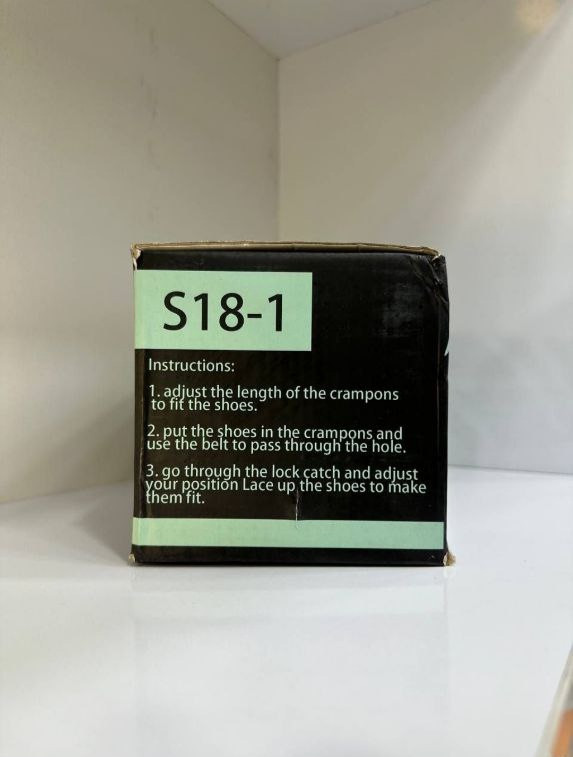 S18-1
Instructions:
1. adjust the length of the crampons
to fit the shoes.
2. put the shoes in the crampons and
use the belt to pass through the hole.
3. go through the lock catch and adjust
your position Lace up the shoes to make
them fit.